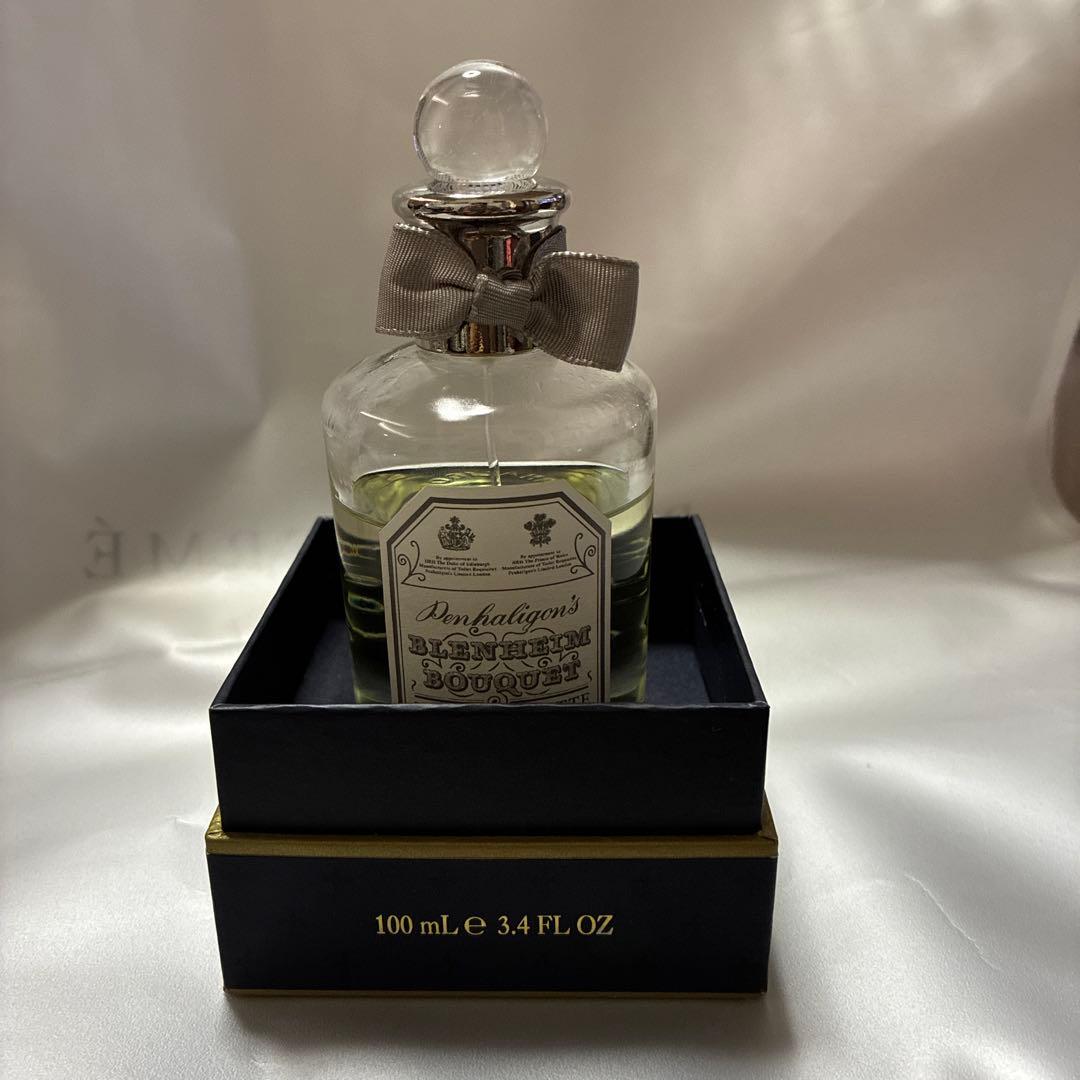 By appointment to
HRH The Duke of Edinburgh
Manufacturers of Toilet Requisites
Penhaligon's Limited London
By appointment to
HRH The Prince of Wales
Manufacturers of Toilet Requisites
Penhaligon's Limited London
Penhaligon's
BLENHEIM
BOUQUET
100 mL e 3.4 FL OZ